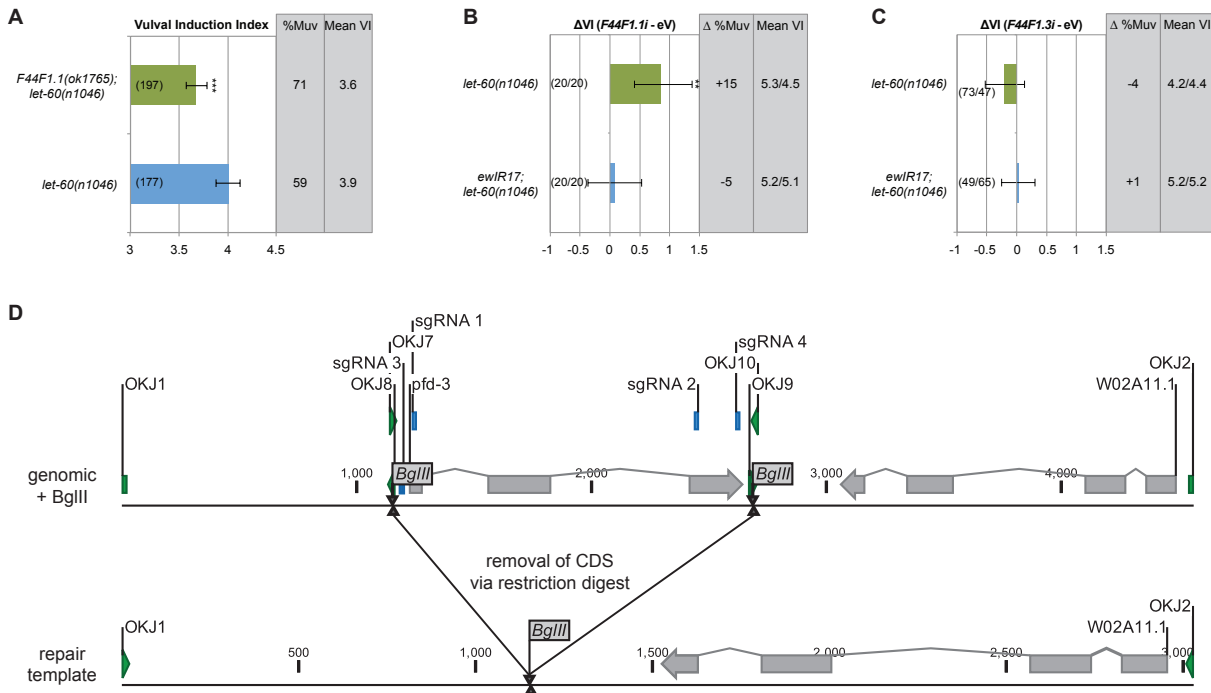 A
Vulval Induction Index
%Muv
Mean VI
F44F1.1(ok1765);
let-60(n1046)
(197)
***
71
3.6
let-60(n1046)
(177)
59
3.9
3
3.5
4
4.5
B
ΔVI (F44F1.1i - eV)
Δ %Muv
Mean VI
let-60(n1046)
(20/20)
**
+15
5.3/4.5
ewIR17;
let-60(n1046)
(20/20)
-5
5.2/5.1
-1
-0.5
0
0.5
1
1.5
C
ΔVI (F44F1.3i - eV)
Δ %Muv
Mean VI
let-60(n1046)
(73/47)
-4
4.2/4.4
ewIR17;
let-60(n1046)
(49/65)
+1
5.2/5.2
-1
-0.5
0
0.5
1
1.5
D
sgRNA 1
OKJ7
sgRNA 3
OKJ8
pfd-3
OKJ1
sgRNA 4
OKJ10
sgRNA 2
OKJ9
OKJ2
W02A11.1
genomic
+ BglII
1,000
BglII
2,000
BglII
3,000
4,000
removal of CDS
via restriction digest
BglII
OKJ1
OKJ2
W02A11.1
repair
template
500
1,000
1,500
2,000
2,500
3,000